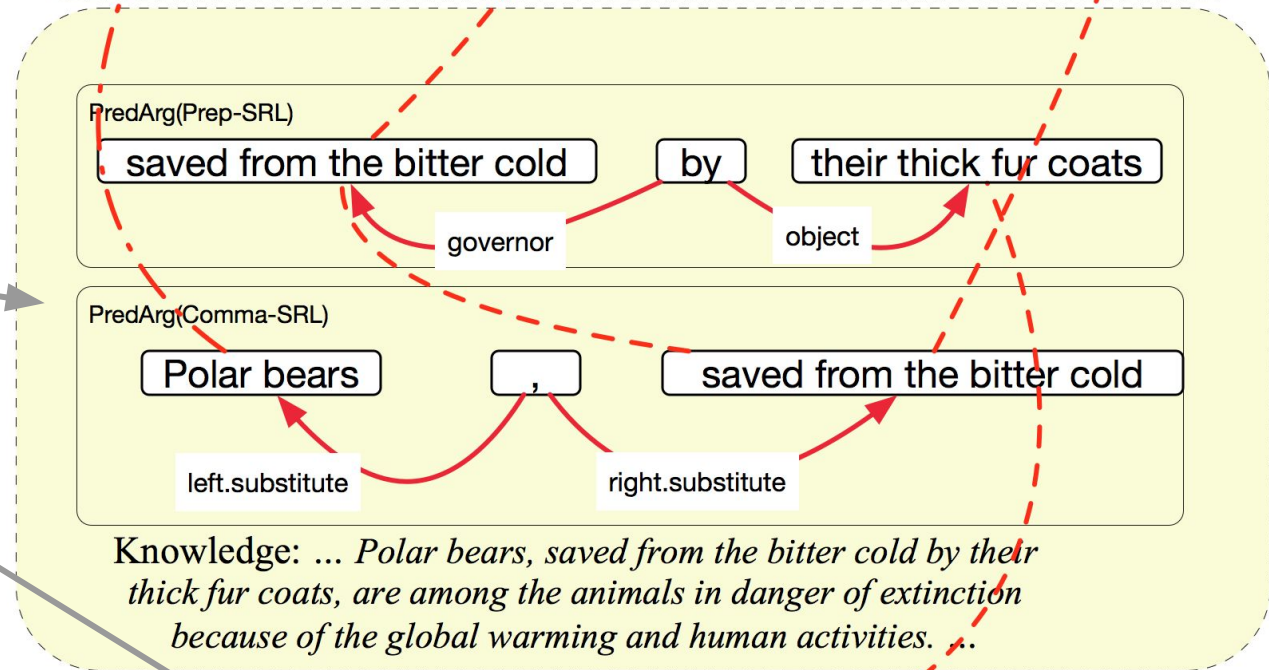 PredArg(Prep-SRL)
saved from the bitter cold by their thick fur coats
governor object
PredArg(Comma-SRL)
Polar bears , saved from the bitter cold
left.substitute right.substitute
Knowledge: ... Polar bears, saved from the bitter cold by their
thick fur coats, are among the animals in danger of extinction
because of the global warming and human activities. ...